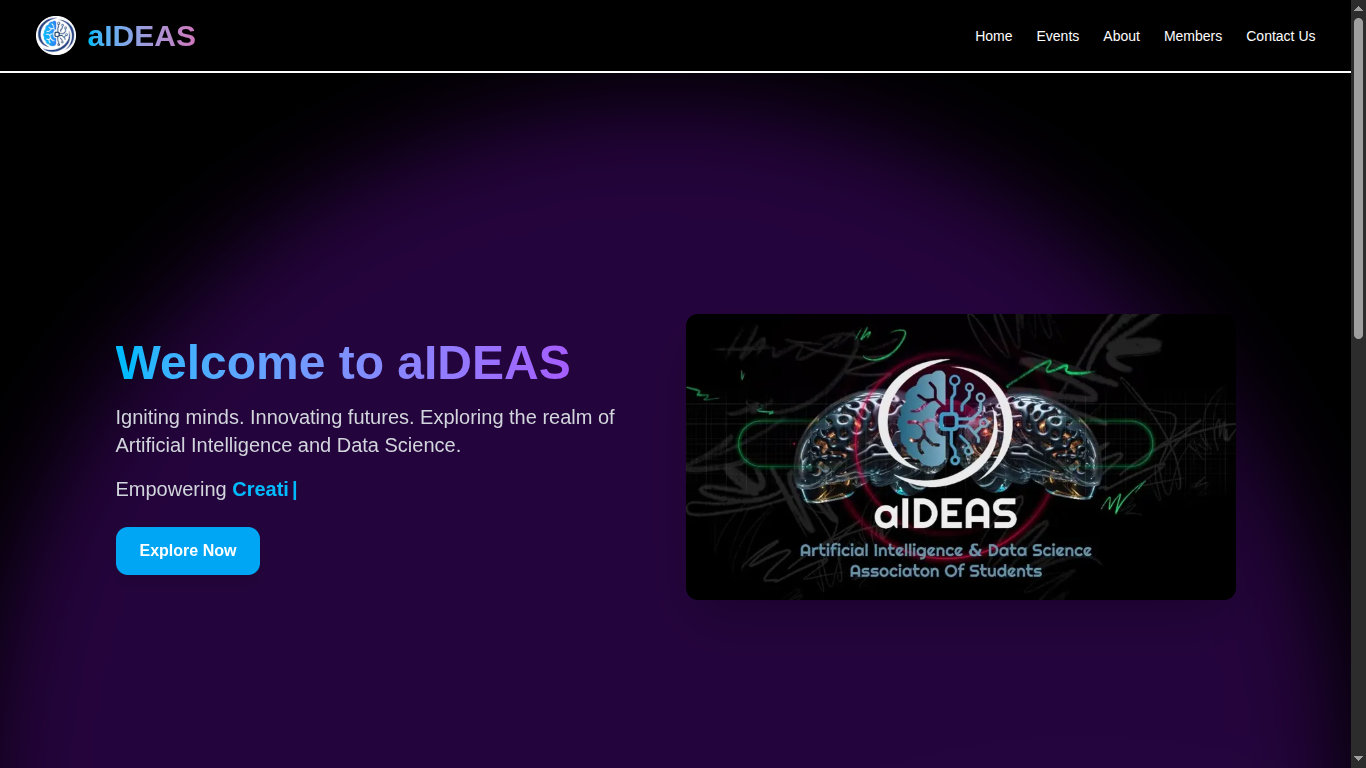 aIDEAS
Home
Events
About
Members
Contact Us
Welcome to aIDEAS
Igniting minds. Innovating futures. Exploring the realm of
Artificial Intelligence and Data Science.
Empowering Creati|
Explore Now
aIDEAS
Artificial Intelligence & Data Science
Associaton Of Students